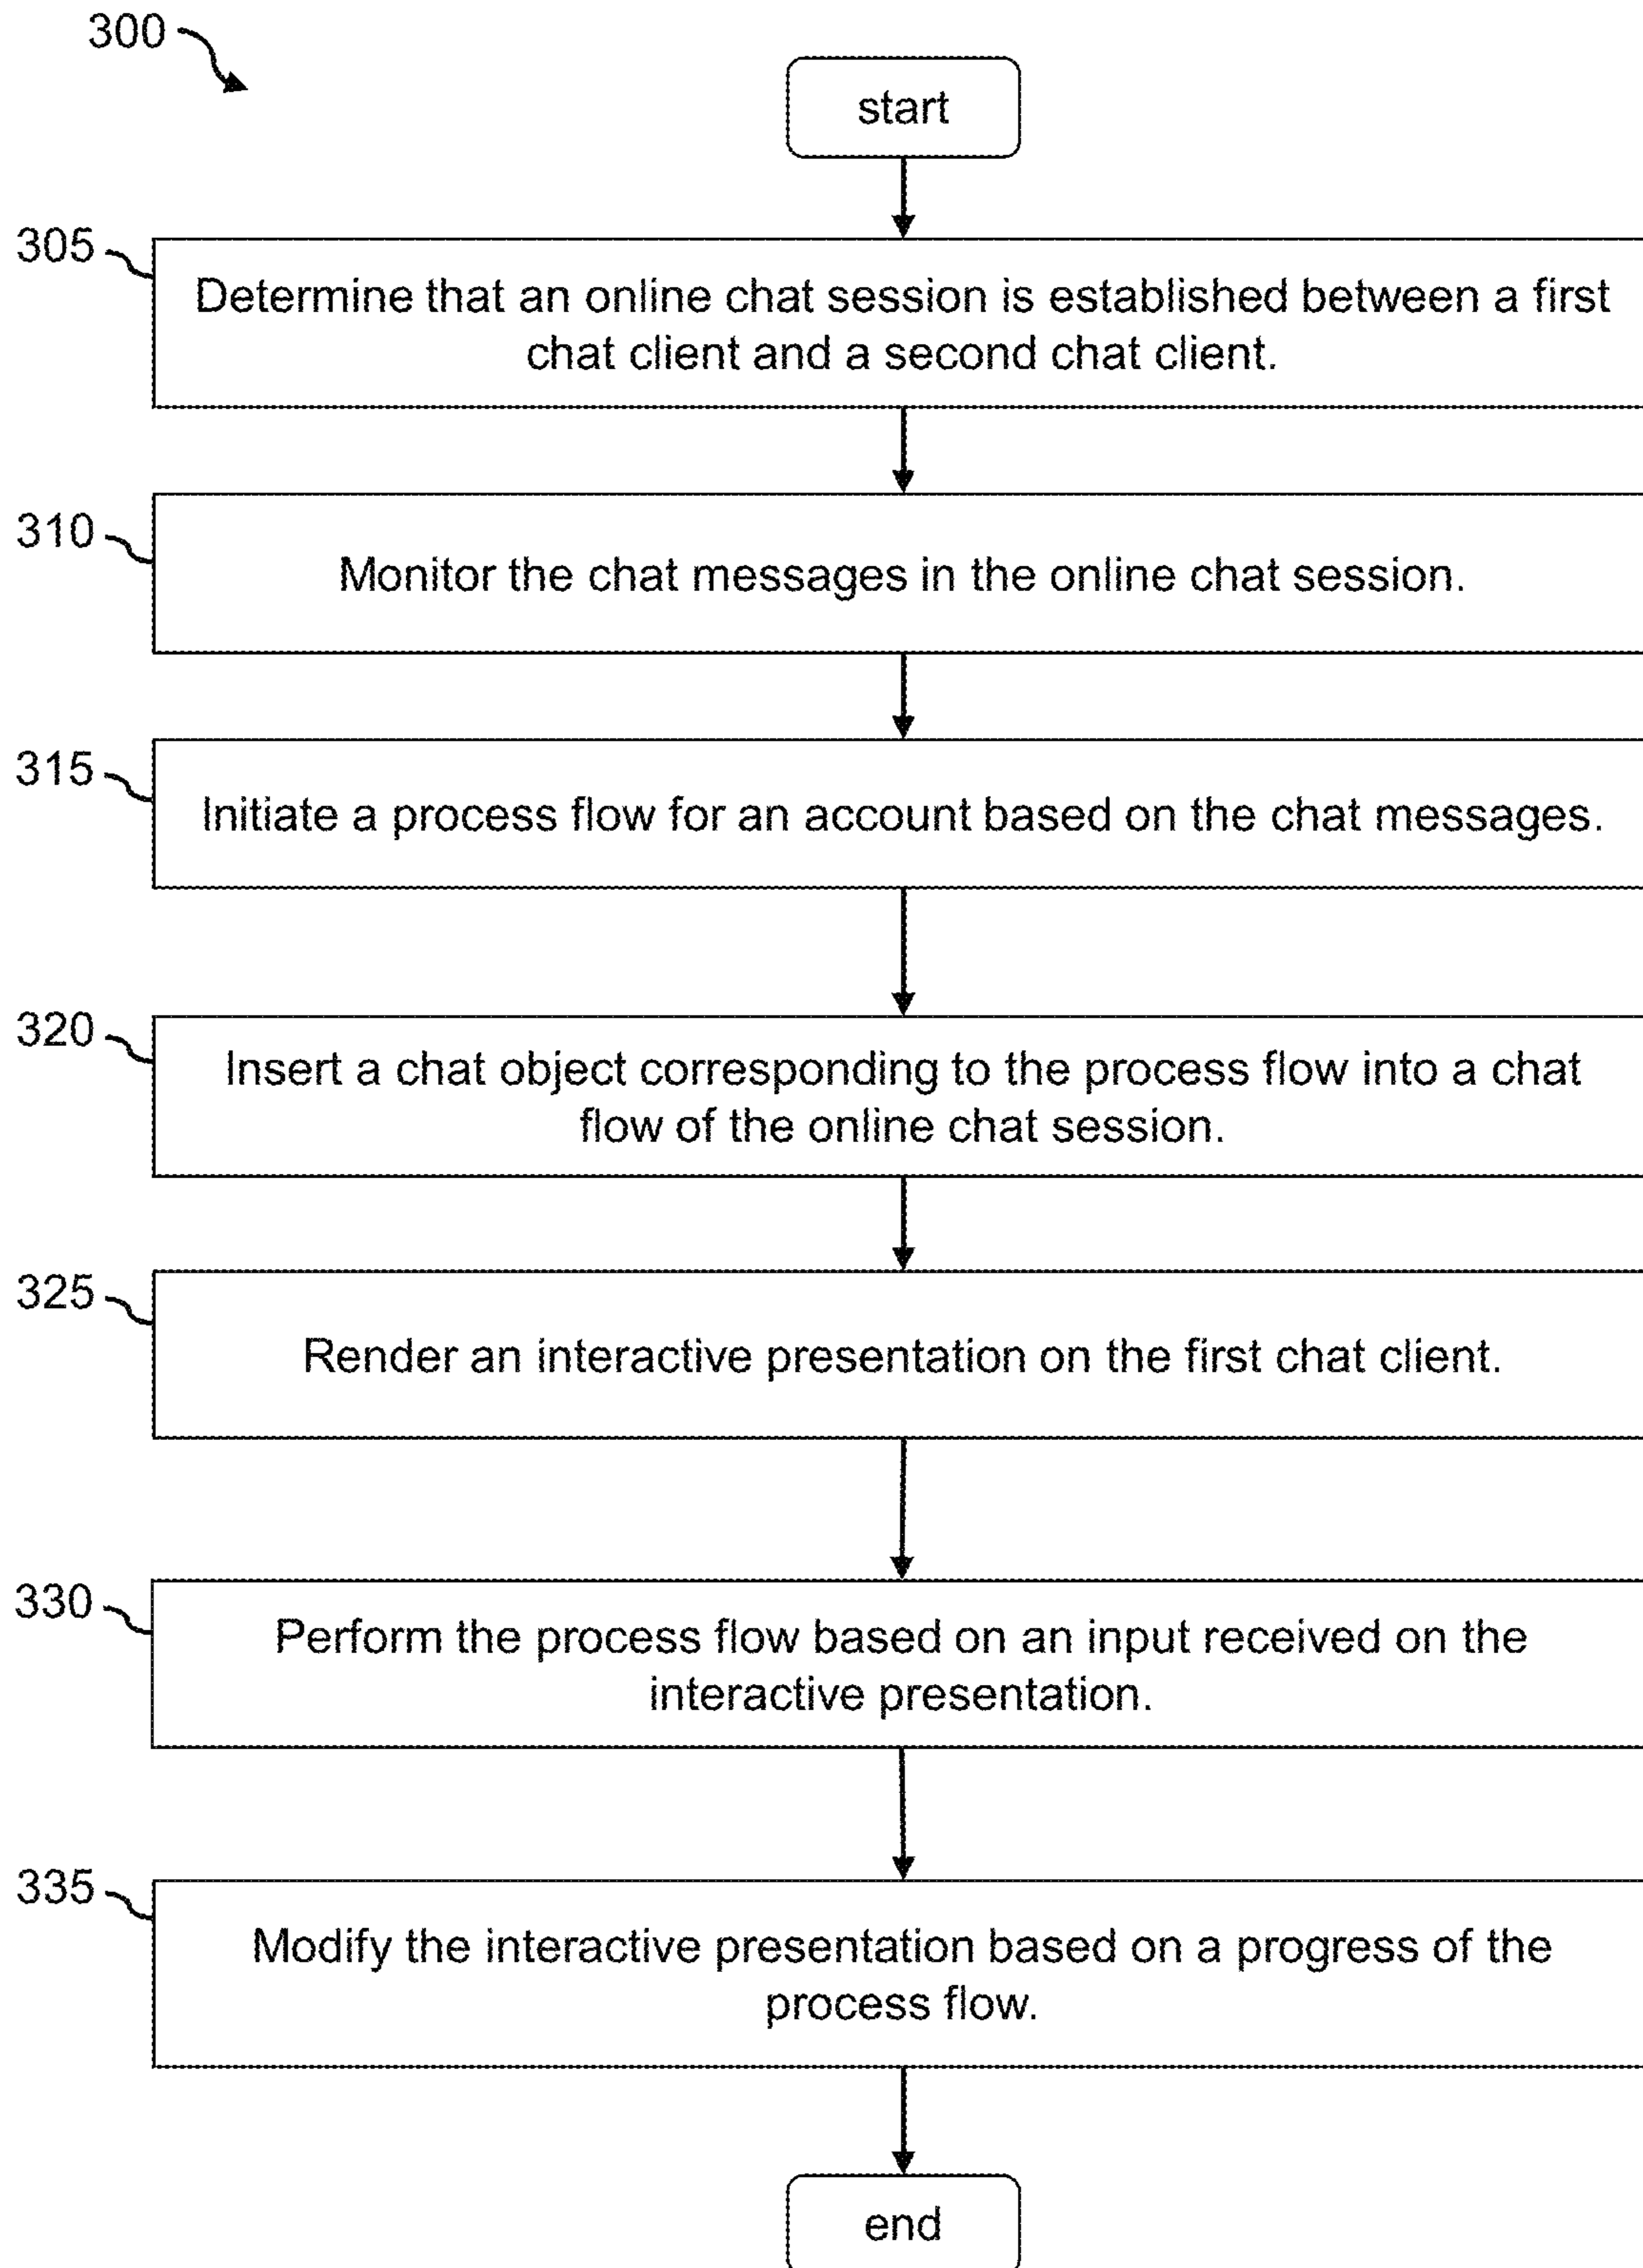 300
start
305
Determine that an online chat session is established between a first
chat client and a second chat client.
310
Monitor the chat messages in the online chat session.
315
Initiate a process flow for an account based on the chat messages.
320
Insert a chat object corresponding to the process flow into a chat
flow of the online chat session.
325
Render an interactive presentation on the first chat client.
330
Perform the process flow based on an input received on the
interactive presentation.
335
Modify the interactive presentation based on a progress of the
process flow.
end